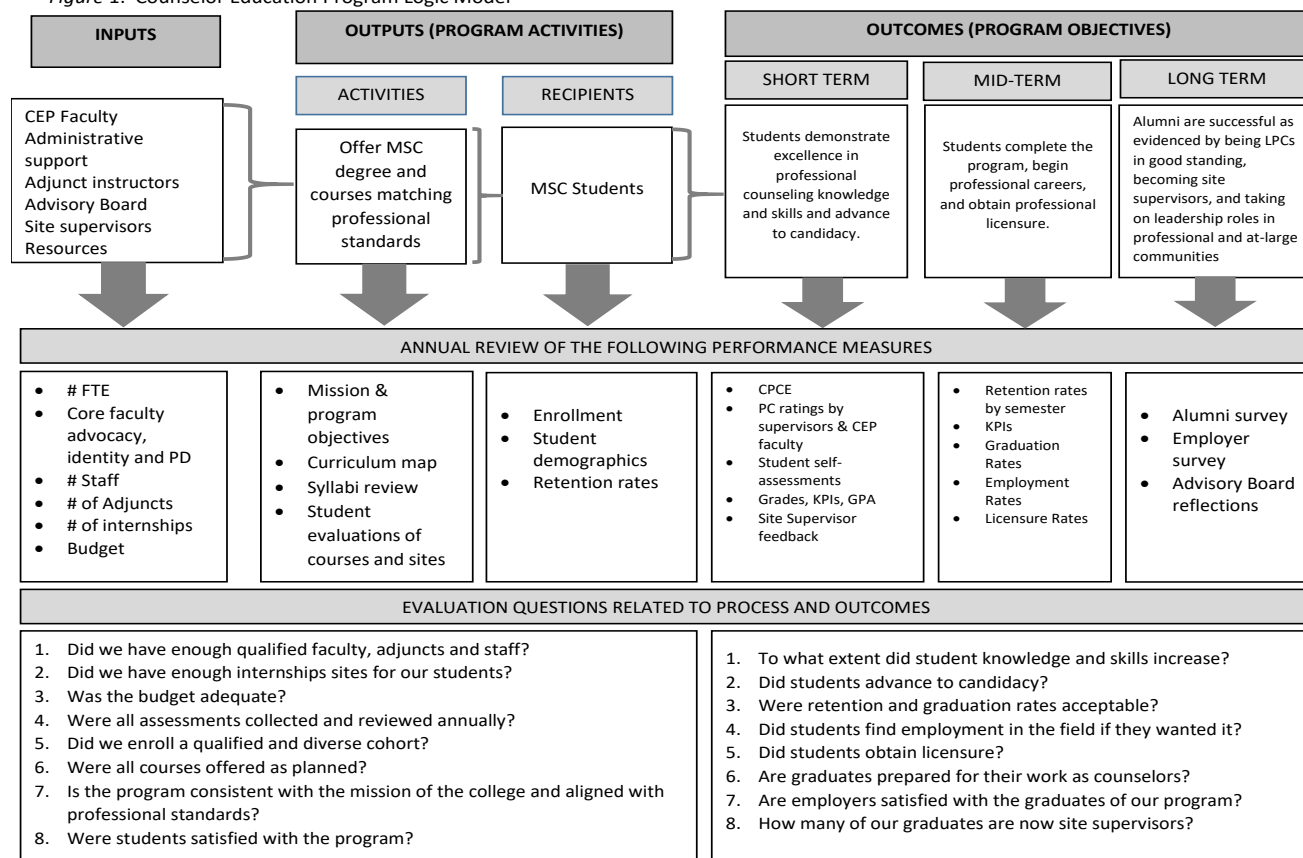 Figure 1. Counselor Education Program Logic Model
INPUTS
OUTPUTS (PROGRAM ACTIVITIES)
OUTCOMES (PROGRAM OBJECTIVES)
ACTIVITIES
RECIPIENTS
SHORT TERM
MID-TERM
LONG TERM
CEP Faculty
Administrative
support
Adjunct instructors
Advisory Board
Site supervisors
Resources
Offer MSC
degree and
courses matching
professional
standards
MSC Students
Students demonstrate
excellence in
professional
counseling knowledge
and skills and advance
to candidacy.
Students complete the
program, begin
professional careers,
and obtain professional
licensure.
Alumni are successful as
evidenced by being LPCs
in good standing,
becoming site
supervisors, and taking
on leadership roles in
professional and at-large
communities
ANNUAL REVIEW OF THE FOLLOWING PERFORMANCE MEASURES
• # FTE
• Core faculty
advocacy,
identity and PD
• # Staff
• # of Adjuncts
• # of internships
• Budget
• Mission &
program
objectives
• Curriculum map
• Syllabi review
• Student
evaluations of
courses and sites
• Enrollment
• Student
demographics
• Retention rates
• CPCE
• PC ratings by
supervisors & CEP
faculty
• Student self-
assessments
• Grades, KPIs, GPA
• Site Supervisor
feedback
• Retention rates
by semester
• KPIs
• Graduation
Rates
• Employment
Rates
• Licensure Rates
• Alumni survey
• Employer
survey
• Advisory Board
reflections
EVALUATION QUESTIONS RELATED TO PROCESS AND OUTCOMES
1. Did we have enough qualified faculty, adjuncts and staff?
2. Did we have enough internships sites for our students?
3. Was the budget adequate?
4. Were all assessments collected and reviewed annually?
5. Did we enroll a qualified and diverse cohort?
6. Were all courses offered as planned?
7. Is the program consistent with the mission of the college and aligned with
professional standards?
8. Were students satisfied with the program?
1. To what extent did student knowledge and skills increase?
2. Did students advance to candidacy?
3. Were retention and graduation rates acceptable?
4. Did students find employment in the field if they wanted it?
5. Did students obtain licensure?
6. Are graduates prepared for their work as counselors?
7. Are employers satisfied with the graduates of our program?
8. How many of our graduates are now site supervisors?